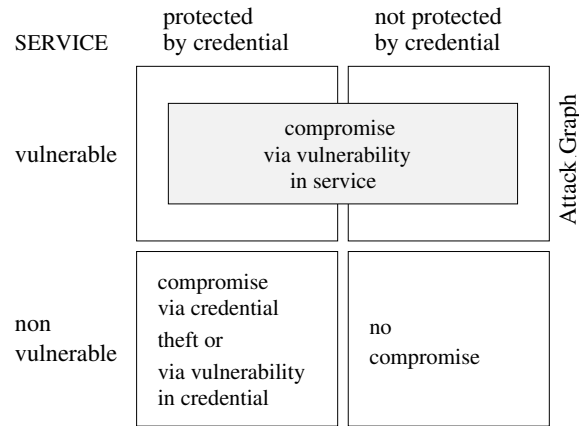 protected
by credential
not protected
by credential
SERVICE
vulnerable
compromise
via vulnerability
in service
Attack Graph
non
vulnerable
compromise
via credential
theft or
via vulnerability
in credential
no
compromise